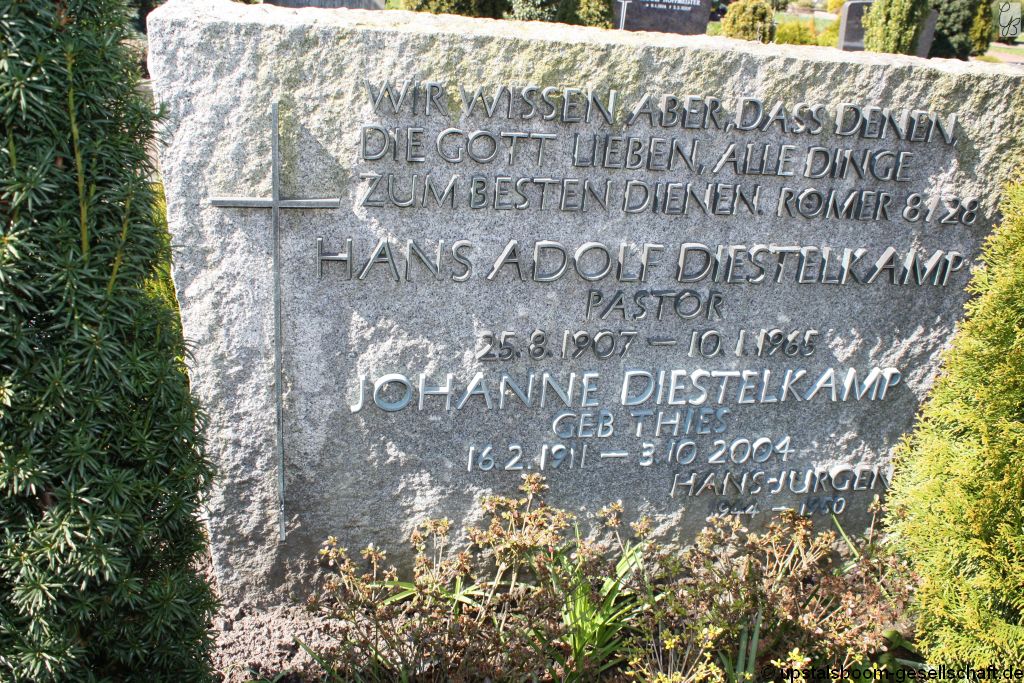 WIR WISSEN, ABER, DASS DENEN,
DIE GOTT LIEBEN, ALLE DINGE
ZUM BESTEN DIENEN. RÖMER 8, 28
HANS ADOLF DIESTELKAMP
PASTOR
25.8.1907 – 10.1.1965
JOHANNE DIESTELKAMP
GEB THIES
16.2.1911 – 3.10.2004
HANS-JÜRGEN
1944 – 1950
© upstalsboom-gesellschaft.de